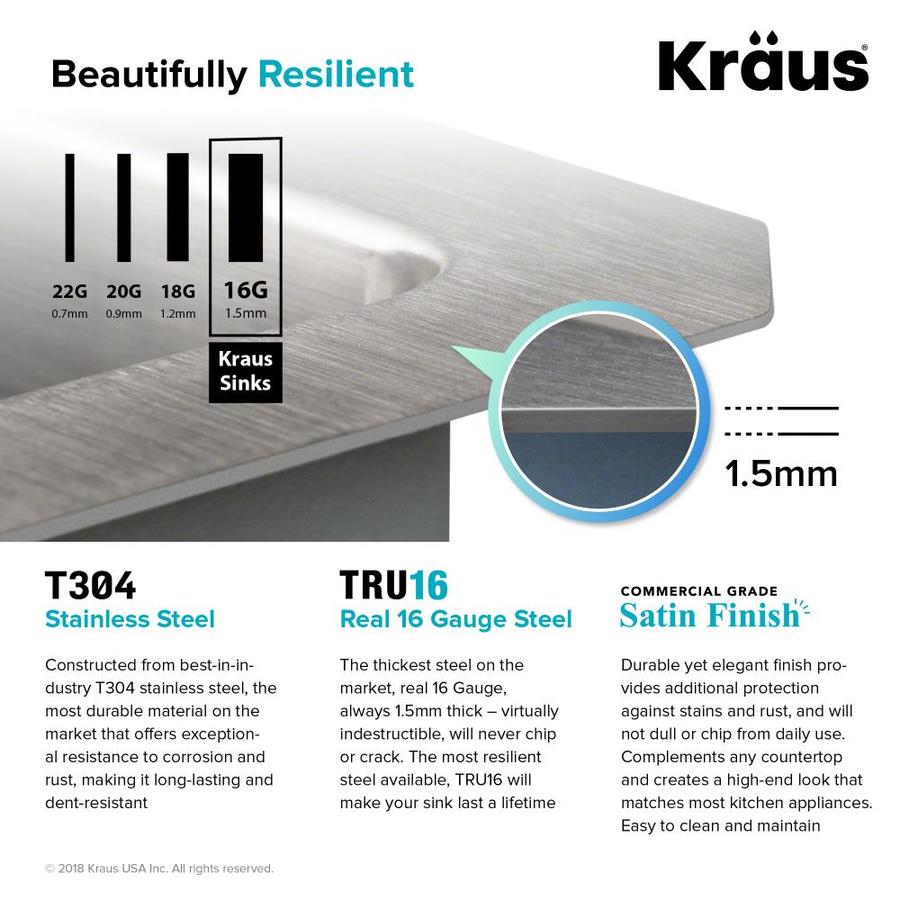 Beautifully Resilient
Kräus®
22G 20G 18G 16G
0.7mm 0.9mm 1.2mm 1.5mm
Kraus
Sinks
1.5mm
T304
Stainless Steel
Constructed from best-in-in-
dustry T304 stainless steel, the
most durable material on the
market that offers exception-
al resistance to corrosion and
rust, making it long-lasting and
dent-resistant
TRU16
Real 16 Gauge Steel
The thickest steel on the
market, real 16 Gauge,
always 1.5mm thick – virtually
indestructible, will never chip
or crack. The most resilient
steel available, TRU16 will
make your sink last a lifetime
COMMERCIAL GRADE
Satin Finish
Durable yet elegant finish pro-
vides additional protection
against stains and rust, and will
not dull or chip from daily use.
Complements any countertop
and creates a high-end look that
matches most kitchen appliances.
Easy to clean and maintain
© 2018 Kraus USA Inc. All rights reserved.